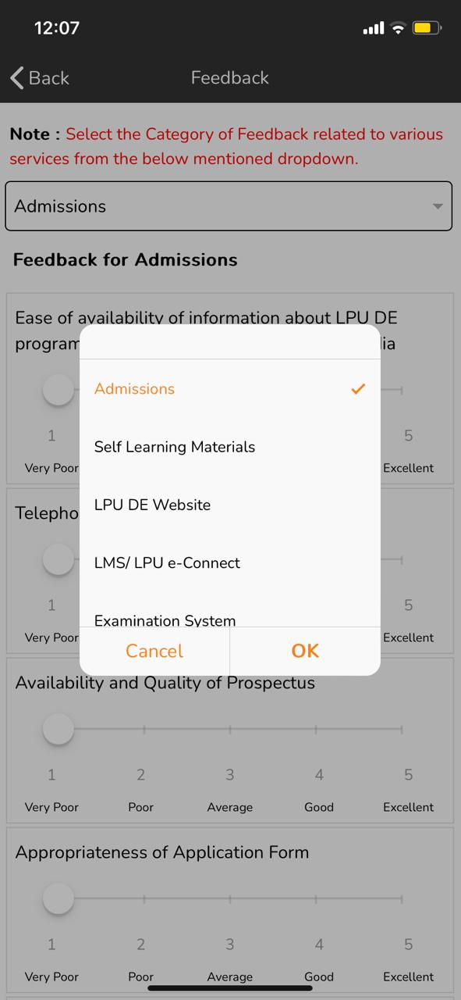 12:07
Back
Feedback
Note : Select the Category of Feedback related to various
services from the below mentioned dropdown.
Admissions
Feedback for Admissions
Ease of availability of information about LPU DE
Admissions
Self Learning Materials
LPU DE Website
LMS/ LPU e-Connect
Examination System
Cancel
OK
1
5
Very Poor
Excellent
1
5
Very Poor
Excellent
Availability and Quality of Prospectus
1 2 3 4 5
Very Poor Poor Average Good Excellent
Appropriateness of Application Form
1 2 3 4 5
Very Poor Poor Average Good Excellent